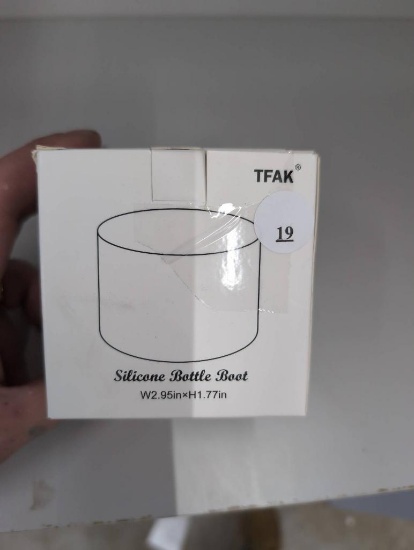 TFAK®
19
Silicone Bottle Boot
W2.95in×H1.77in